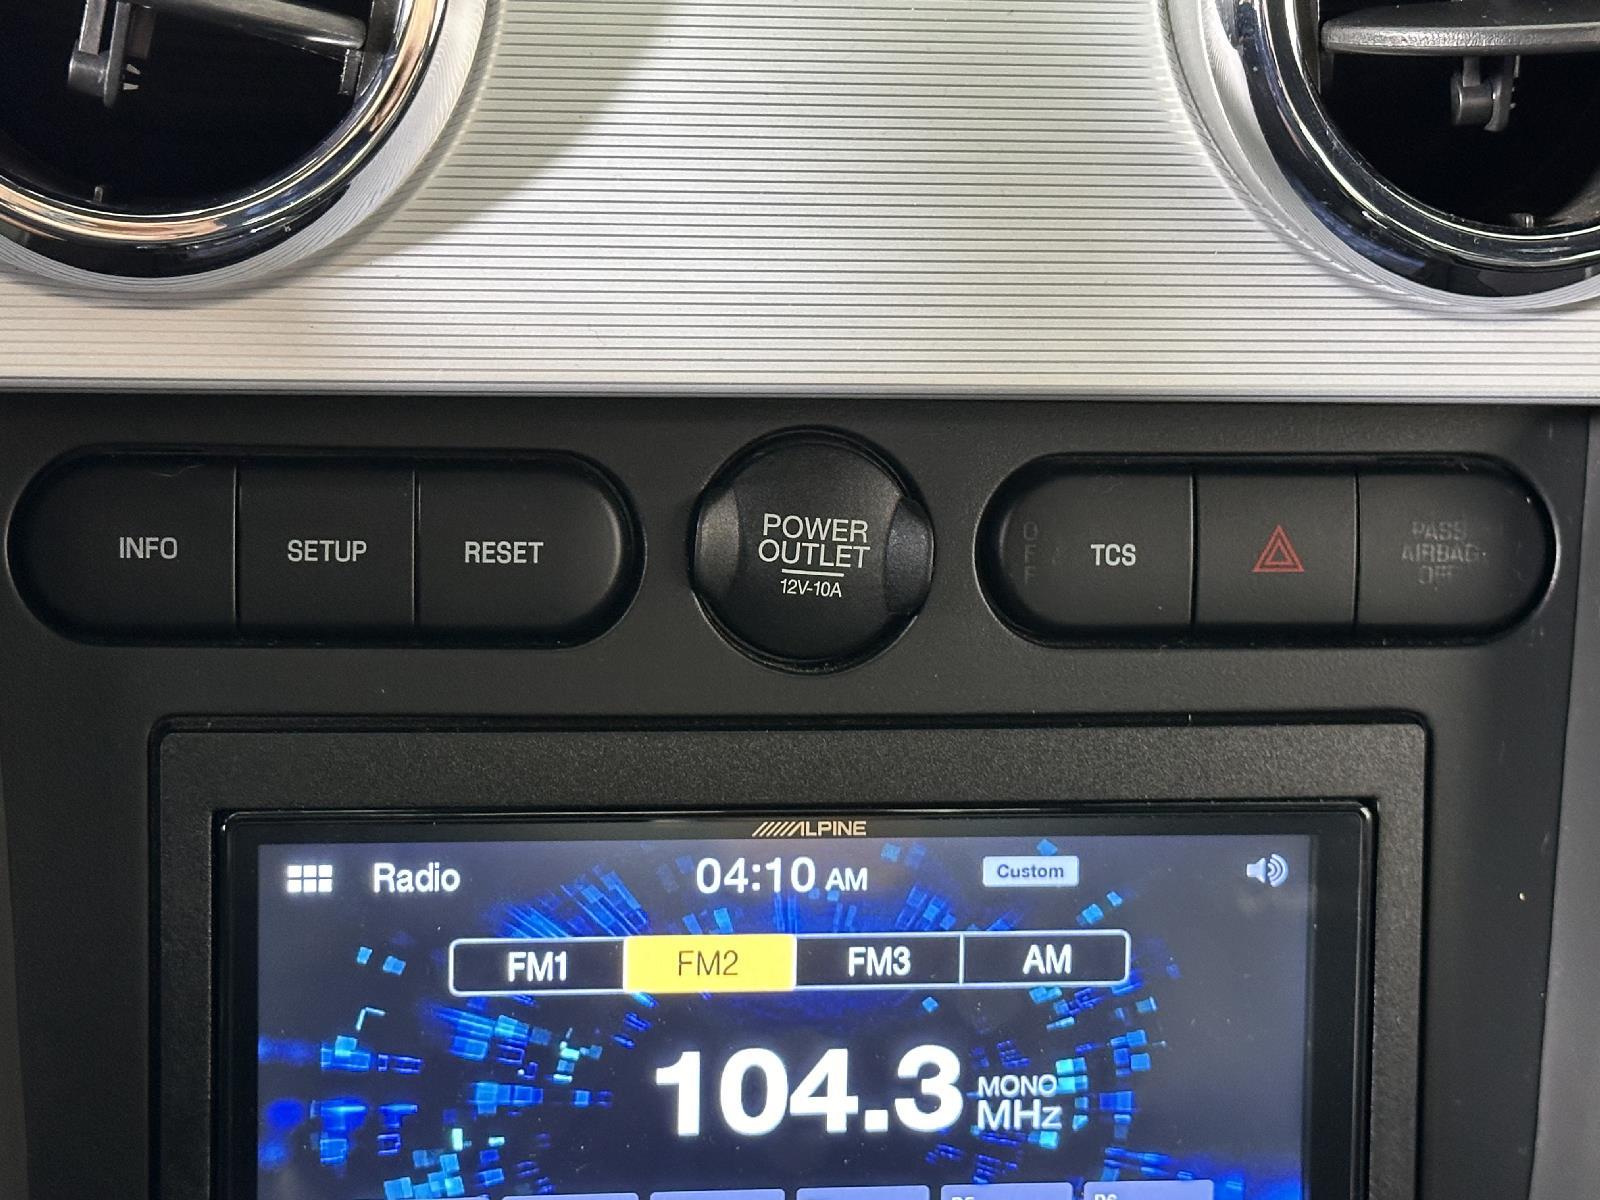 INFO
SETUP
RESET
POWER
OUTLET
12V-10A
OFF
TCS
PASS
AIRBAG
OFF
ALPINE
Radio
04:10 AM
Custom
FM1
FM2
FM3
AM
104.3
MONO
MHz